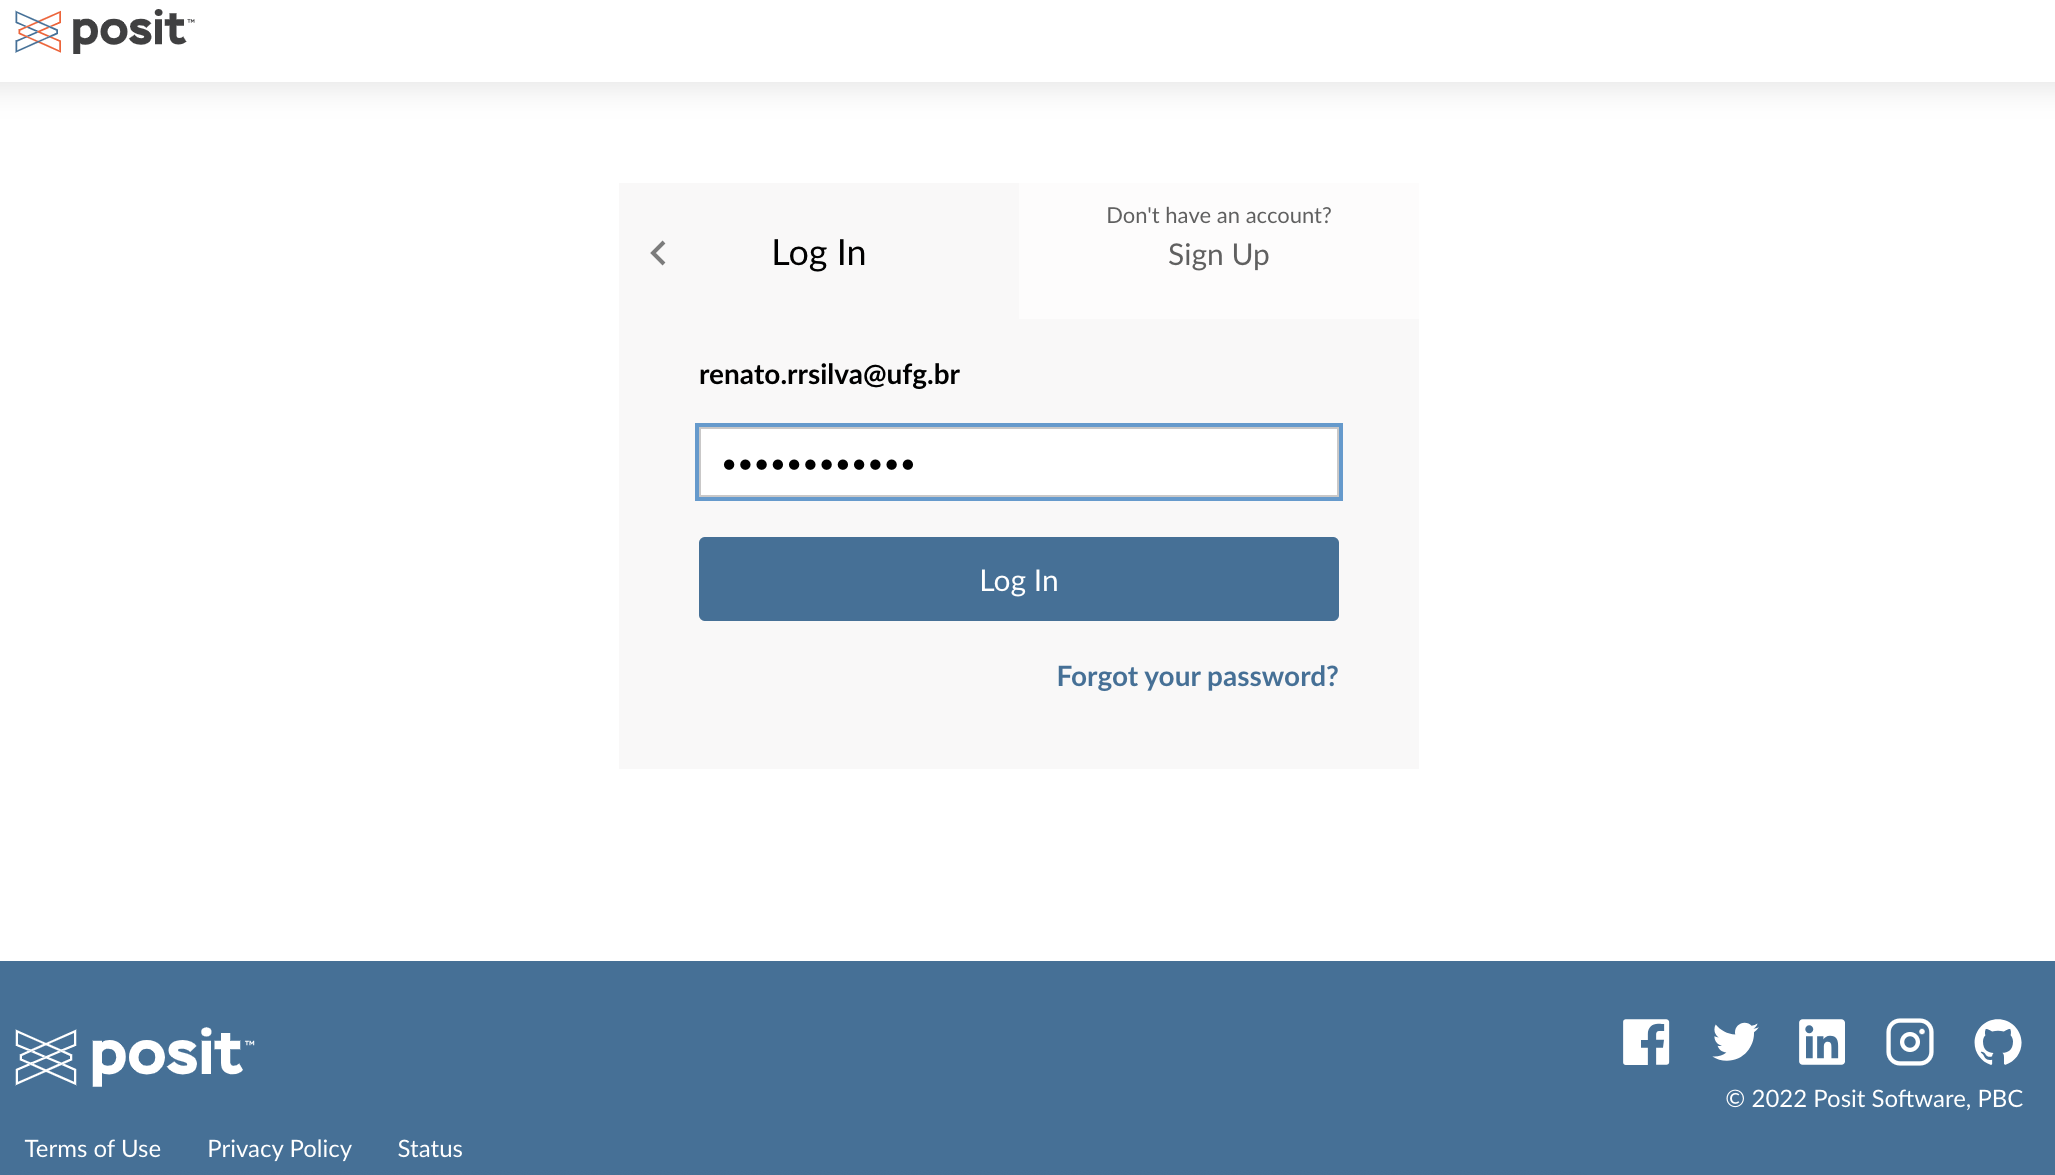 posit™
Don't have an account?
Log In
Sign Up
renato.rrsilva@ufg.br
••••••••••••
Log In
Forgot your password?
posit™
© 2022 Posit Software, PBC
Terms of Use Privacy Policy Status